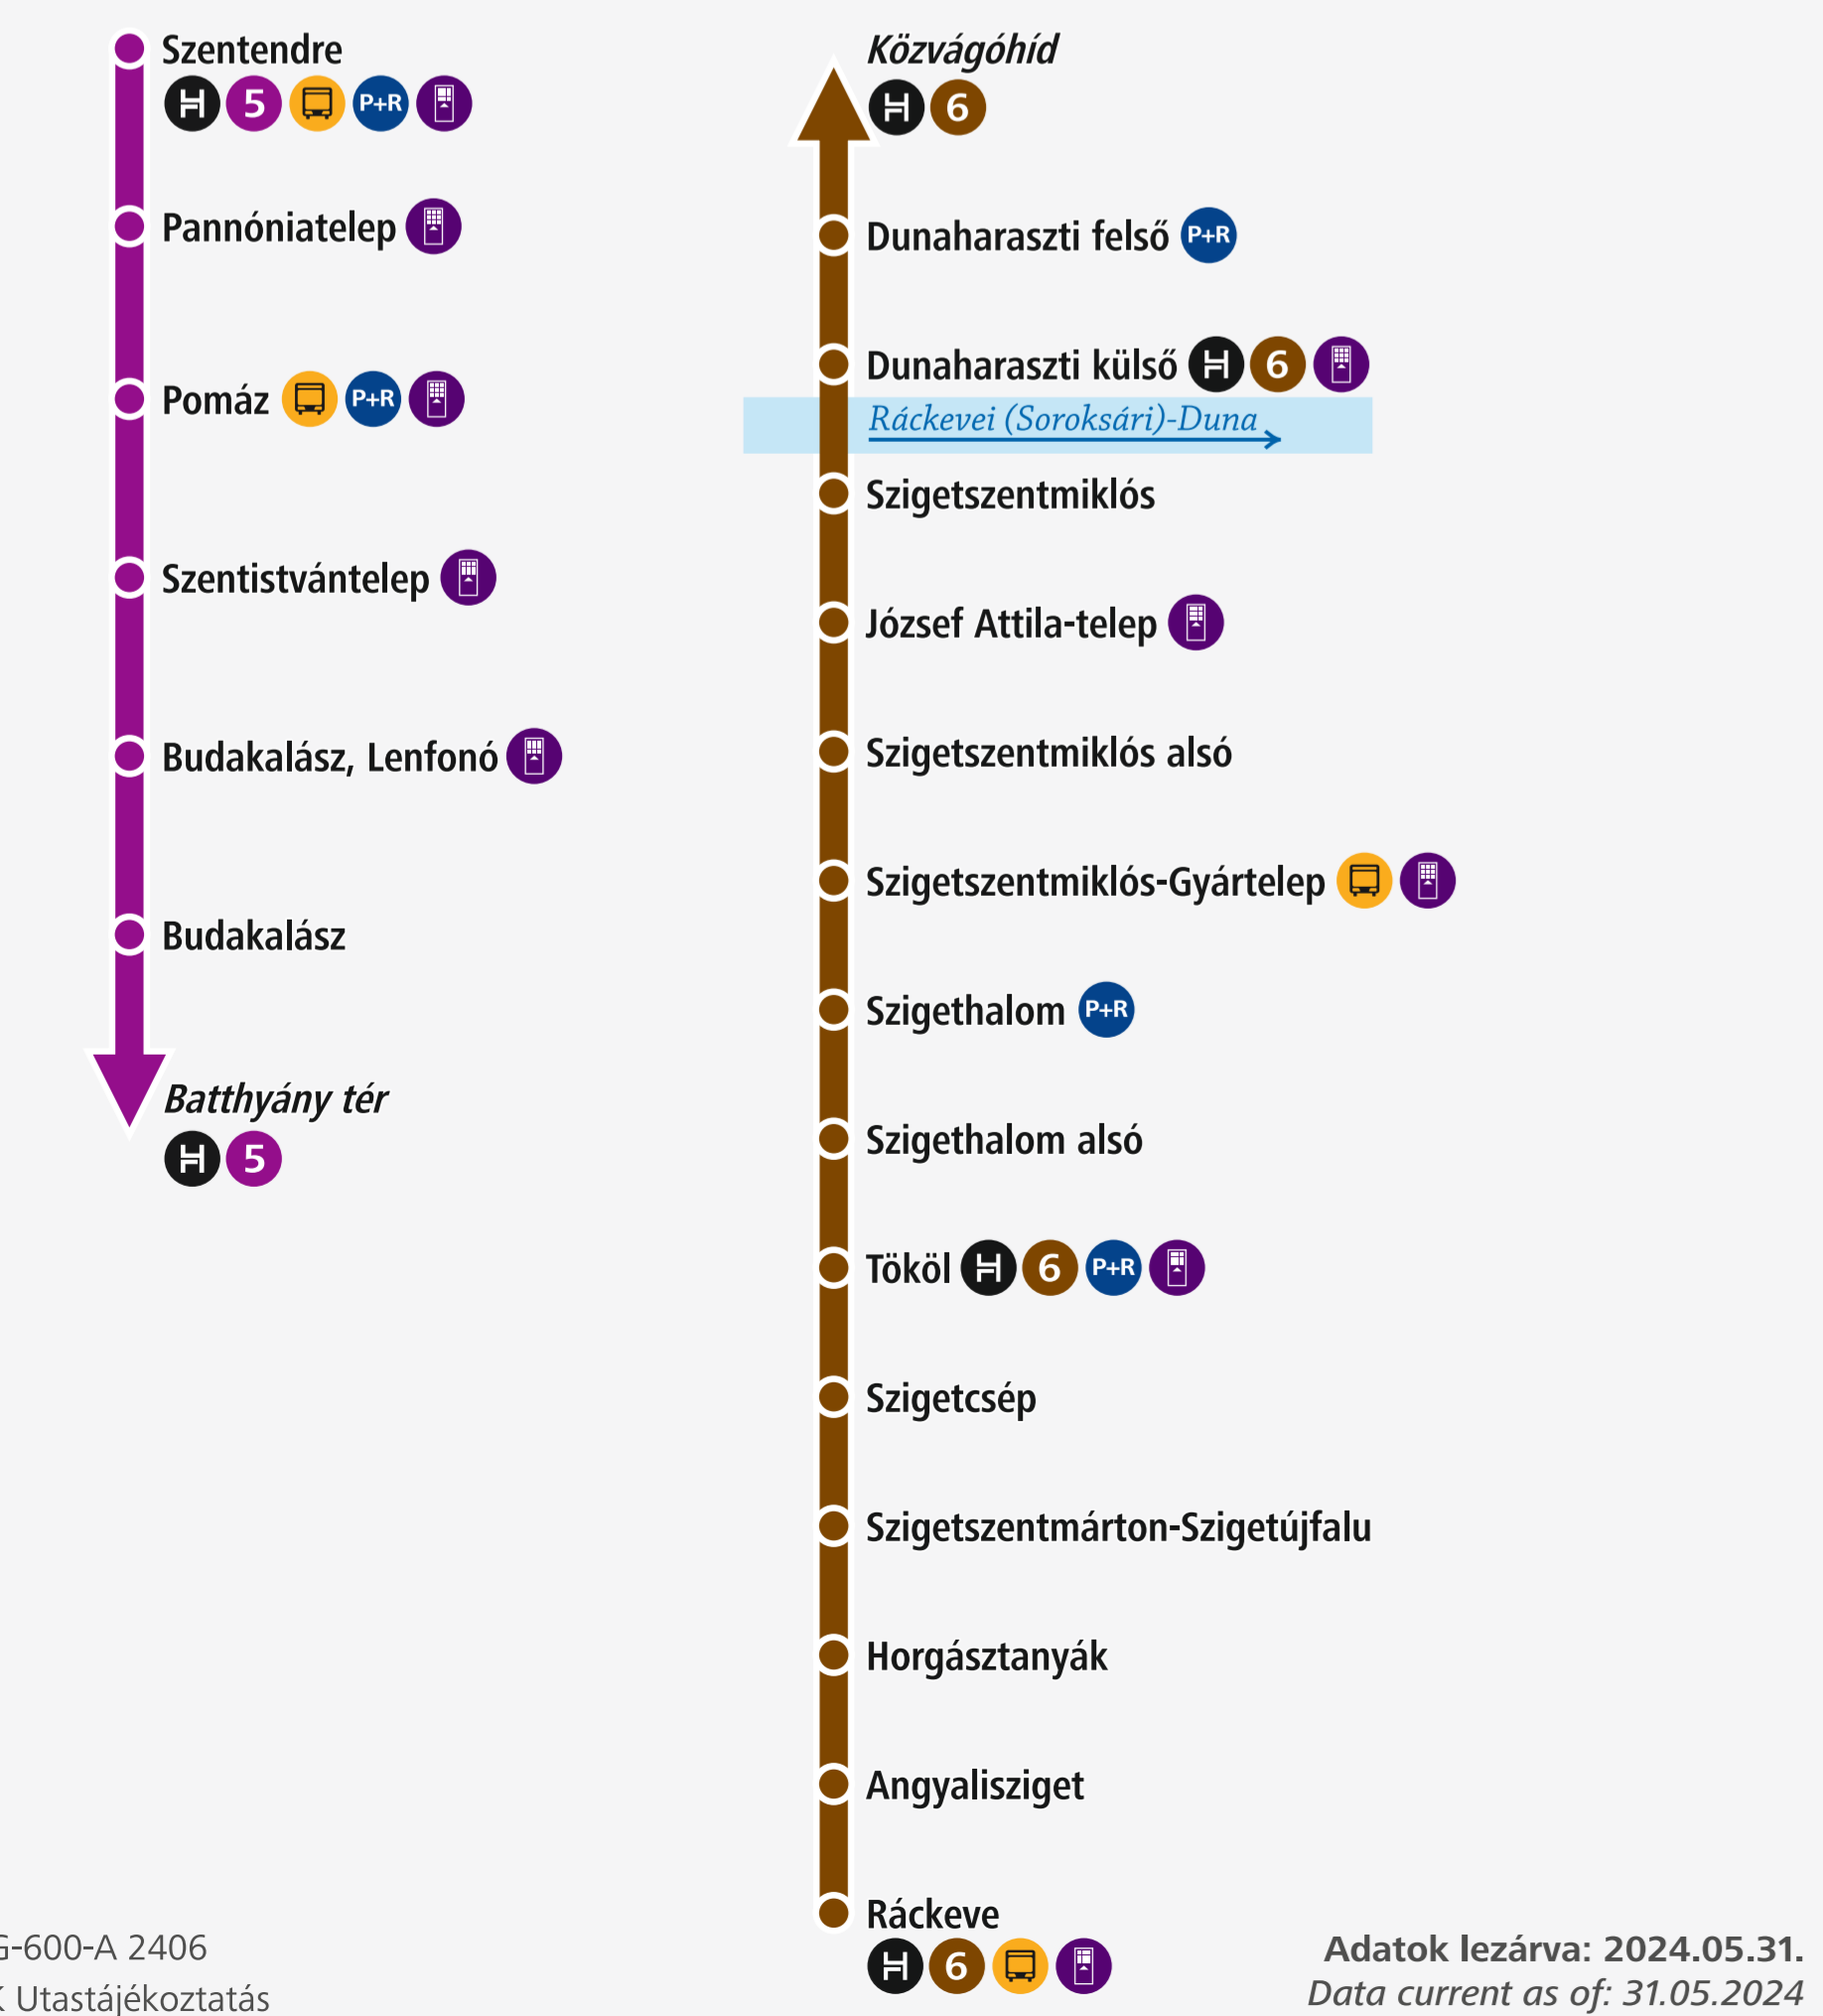 Szentendre
H 5 P+R
Pannóniatelep
Pomáz P+R
Szentistvántelep
Budakalász, Lenfonó
Budakalász
Batthyány tér
H 5
Közvágóhíd
H 6
Dunaharaszti felső P+R
Dunaharaszti külső H 6
Ráckevei (Soroksári)-Duna
Szigetszentmiklós
József Attila-telep
Szigetszentmiklós alsó
Szigetszentmiklós-Gyártelep
Szigethalom P+R
Szigethalom alsó
Tököl H 6 P+R
Szigetcsép
Szigetszentmárton-Szigetújfalu
Horgásztanyák
Angyalisziget
Ráckeve
H 6
G-600-A 2406
K Utastájékoztatás
Adatok lezárva: 2024.05.31.
Data current as of: 31.05.2024